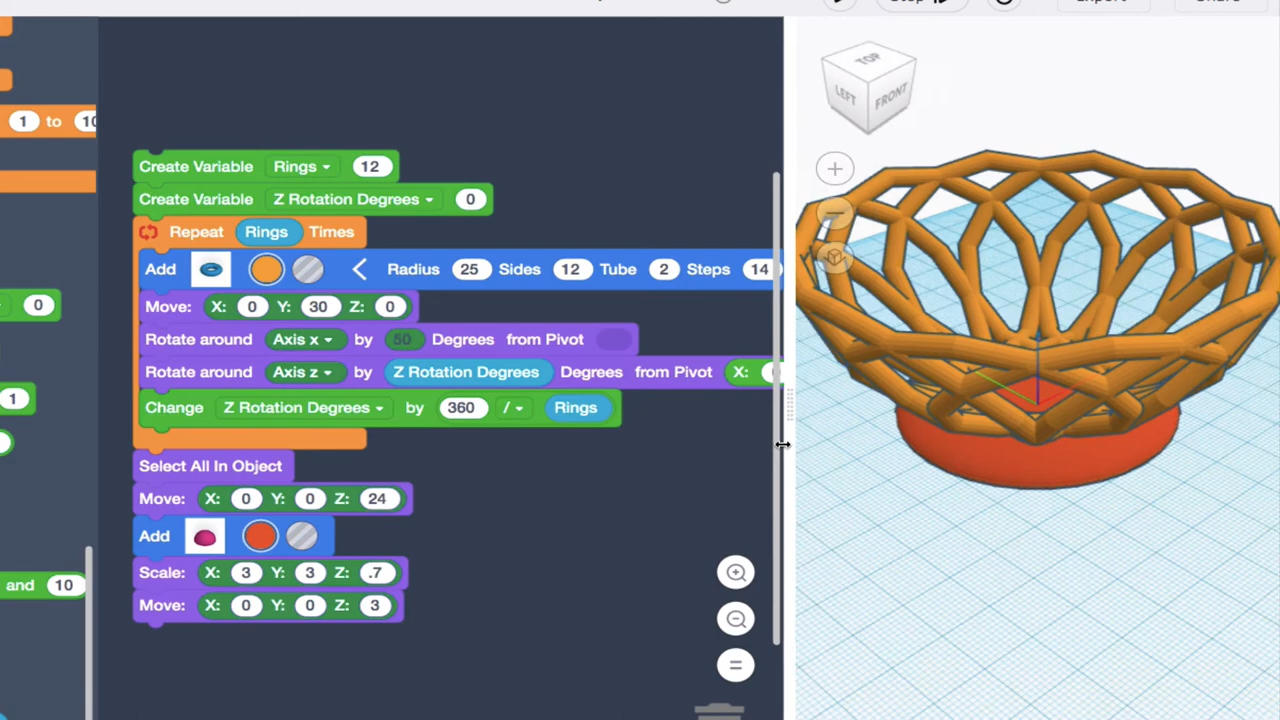 1 to
Create Variable Rings 12
Create Variable Z Rotation Degrees 0
Repeat Rings Times
Add Radius 25 Sides 12 Tube 2 Steps 14
Move: X: 0 Y: 30 Z: 0
Rotate around Axis x by 50 Degrees from Pivot
Rotate around Axis z by Z Rotation Degrees Degrees from Pivot X:
Change Z Rotation Degrees by 360 / Rings
Select All In Object
Move: X: 0 Y: 0 Z: 24
Add
Scale: X: 3 Y: 3 Z: .7
Move: X: 0 Y: 0 Z: 3
0
1
and 10
TOP
LEFT
FRONT